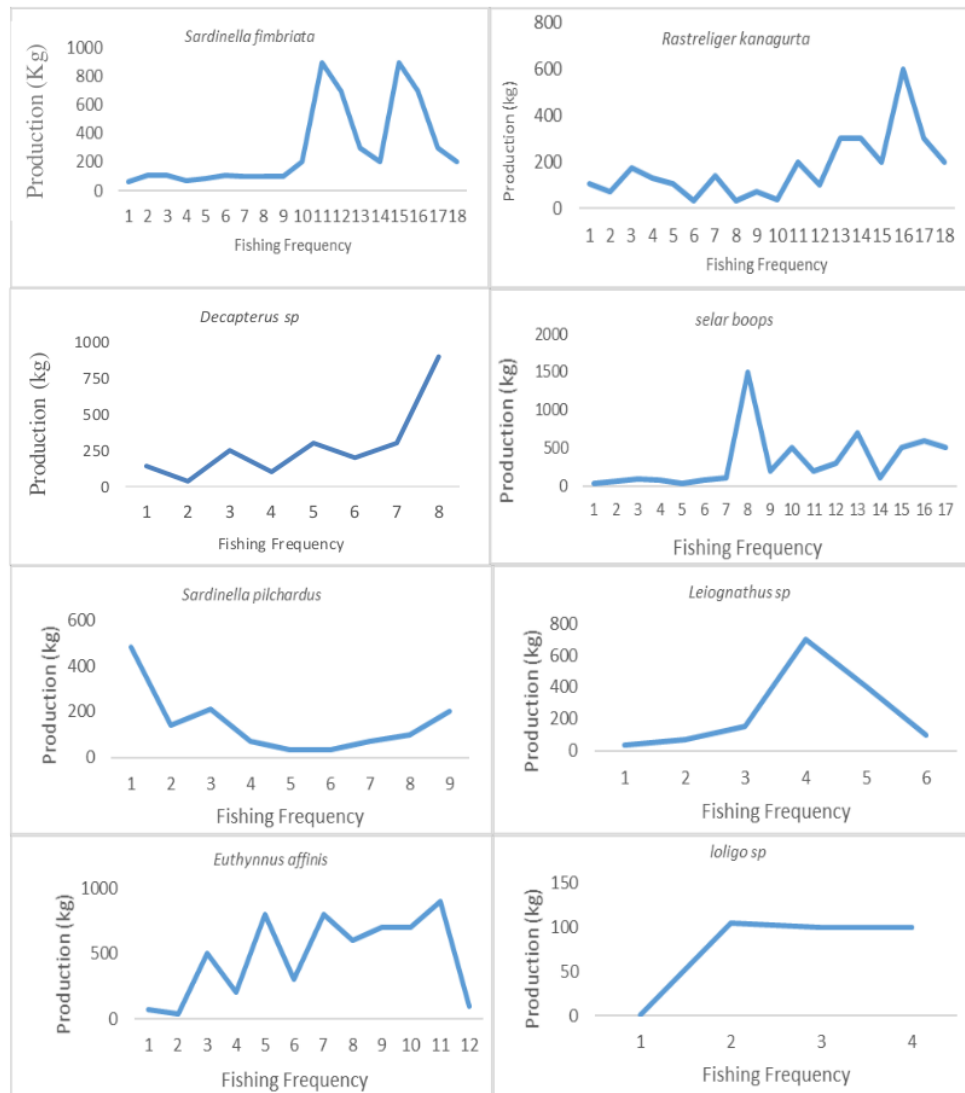 Sardinella fimbriata
Production (Kg)
1000
800
600
400
200
0
1 2 3 4 5 6 7 8 9 10 11 12 13 14 15 16 17 18
Fishing Frequency
Rastreliger kanagurta
Production (kg)
800
600
400
200
0
1 2 3 4 5 6 7 8 9 10 11 12 13 14 15 16 17 18
Fishing Frequency
Decapterus sp
Production (kg)
1000
750
500
250
0
1 2 3 4 5 6 7 8
Fishing Frequency
selar boops
Production (kg)
2000
1500
1000
500
0
1 2 3 4 5 6 7 8 9 10 11 12 13 14 15 16 17
Fishing Frequency
Sardinella pilchardus
Production (kg)
600
400
200
0
1 2 3 4 5 6 7 8 9
Fishing Frequency
Leiognathus sp
Production (kg)
800
600
400
200
0
1 2 3 4 5 6
Fishing Frequency
Euthynnus affinis
Production (kg)
1000
500
0
1 2 3 4 5 6 7 8 9 10 11 12
Fishing Frequency
loligo sp
Production (kg)
150
100
50
0
1 2 3 4
Fishing Frequency